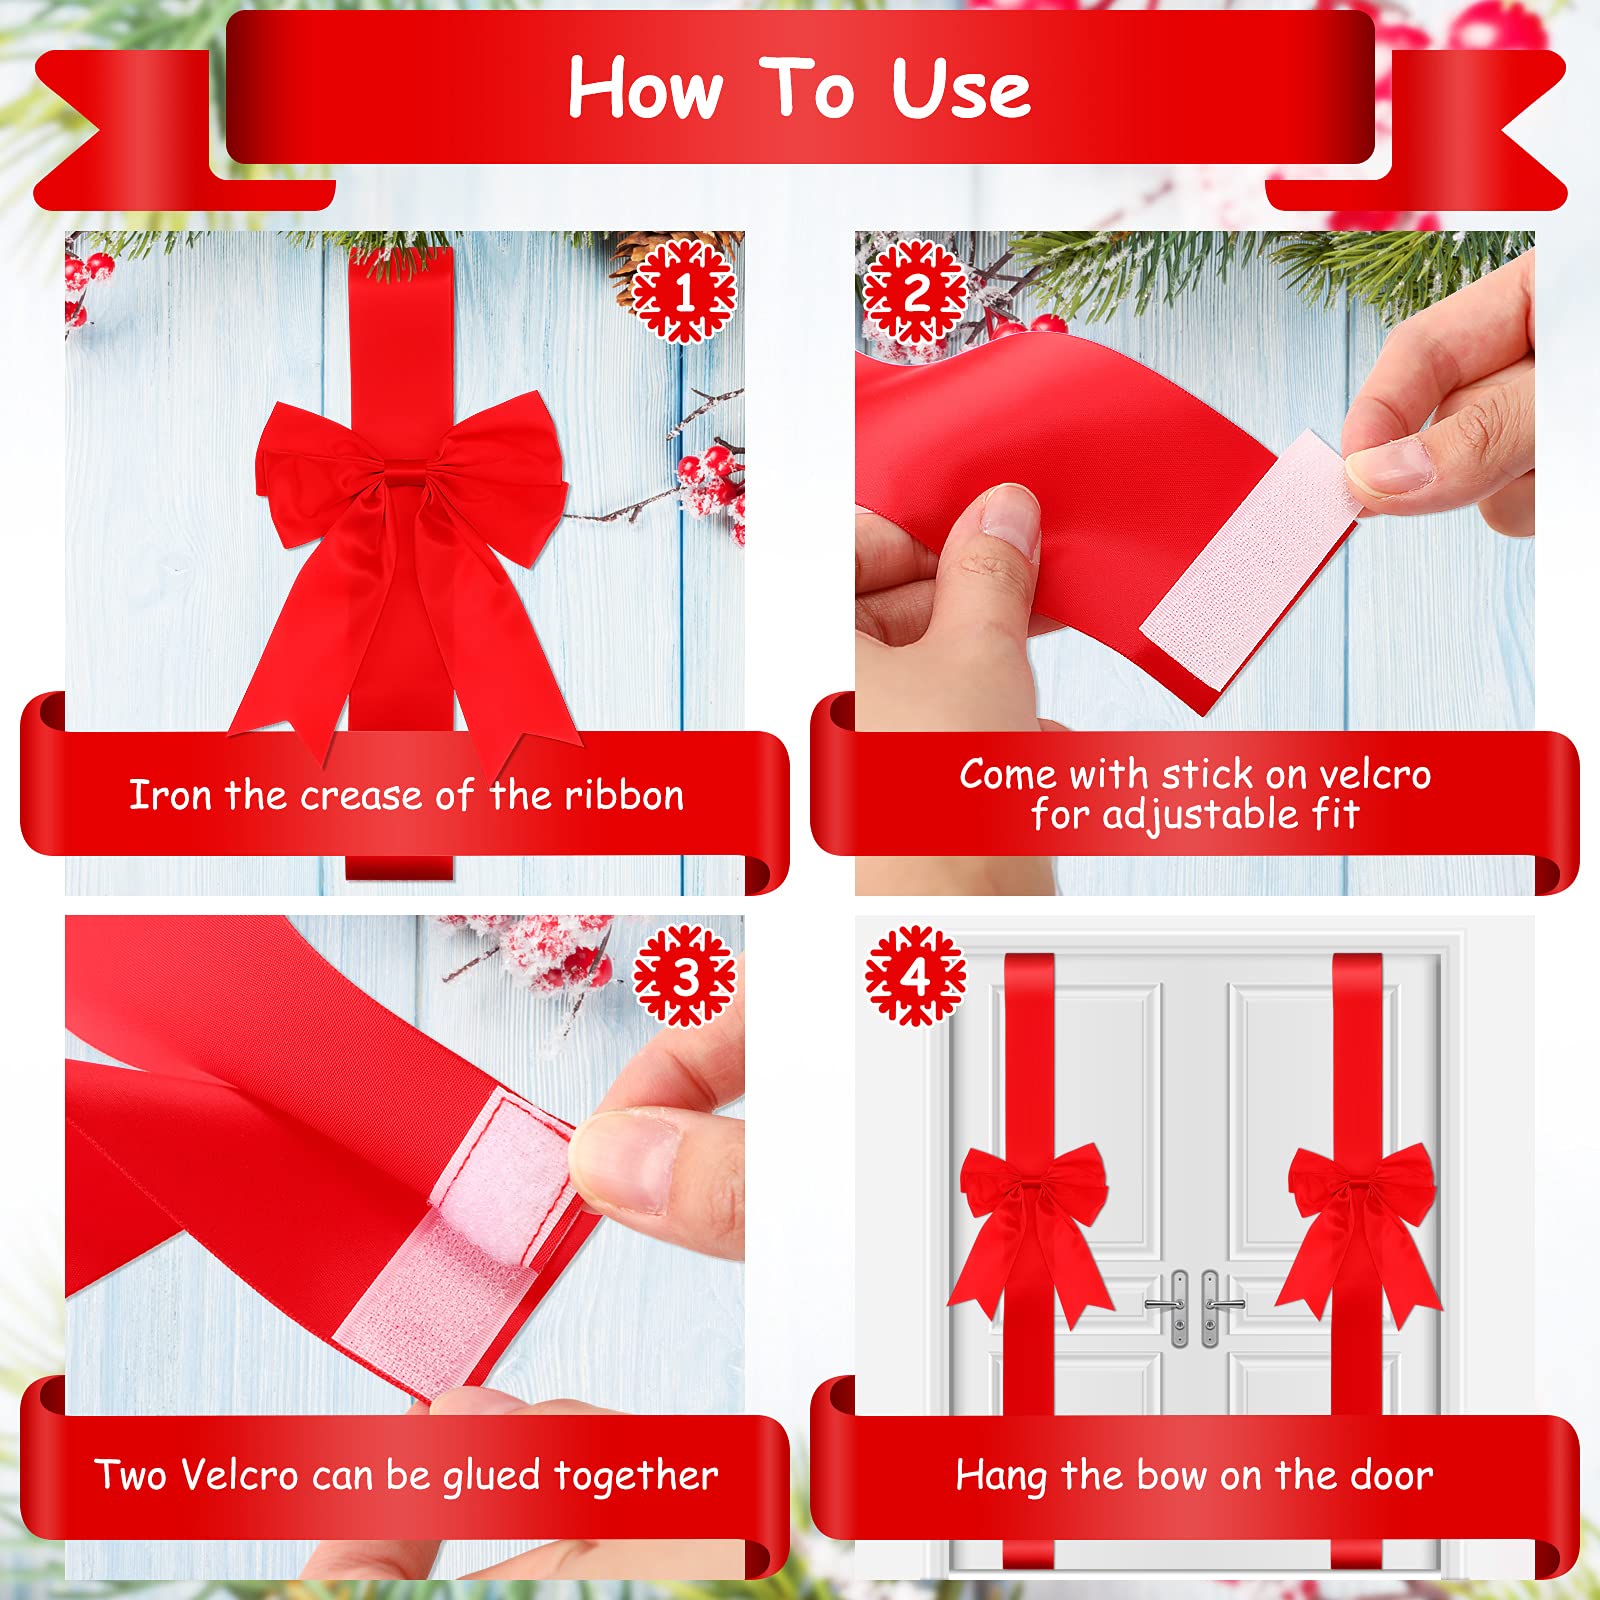 How To Use
1
Iron the crease of the ribbon
2
Come with stick on velcro
for adjustable fit
3
Two Velcro can be glued together
4
Hang the bow on the door